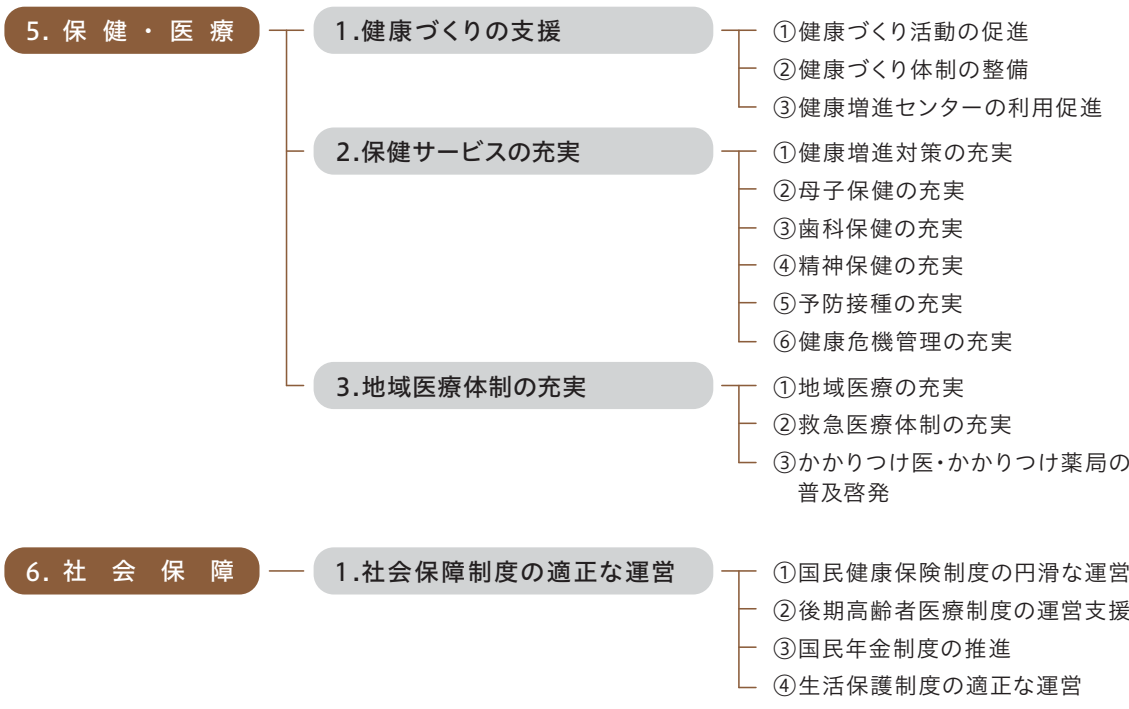 5. 保健・医療
1.健康づくりの支援
①健康づくり活動の促進
②健康づくり体制の整備
③健康増進センターの利用促進
2.保健サービスの充実
①健康増進対策の充実
②母子保健の充実
③歯科保健の充実
④精神保健の充実
⑤予防接種の充実
⑥健康危機管理の充実
3.地域医療体制の充実
①地域医療の充実
②救急医療体制の充実
③かかりつけ医・かかりつけ薬局の
普及啓発
6. 社会保障
1.社会保障制度の適正な運営
①国民健康保険制度の円滑な運営
②後期高齢者医療制度の運営支援
③国民年金制度の推進
④生活保護制度の適正な運営